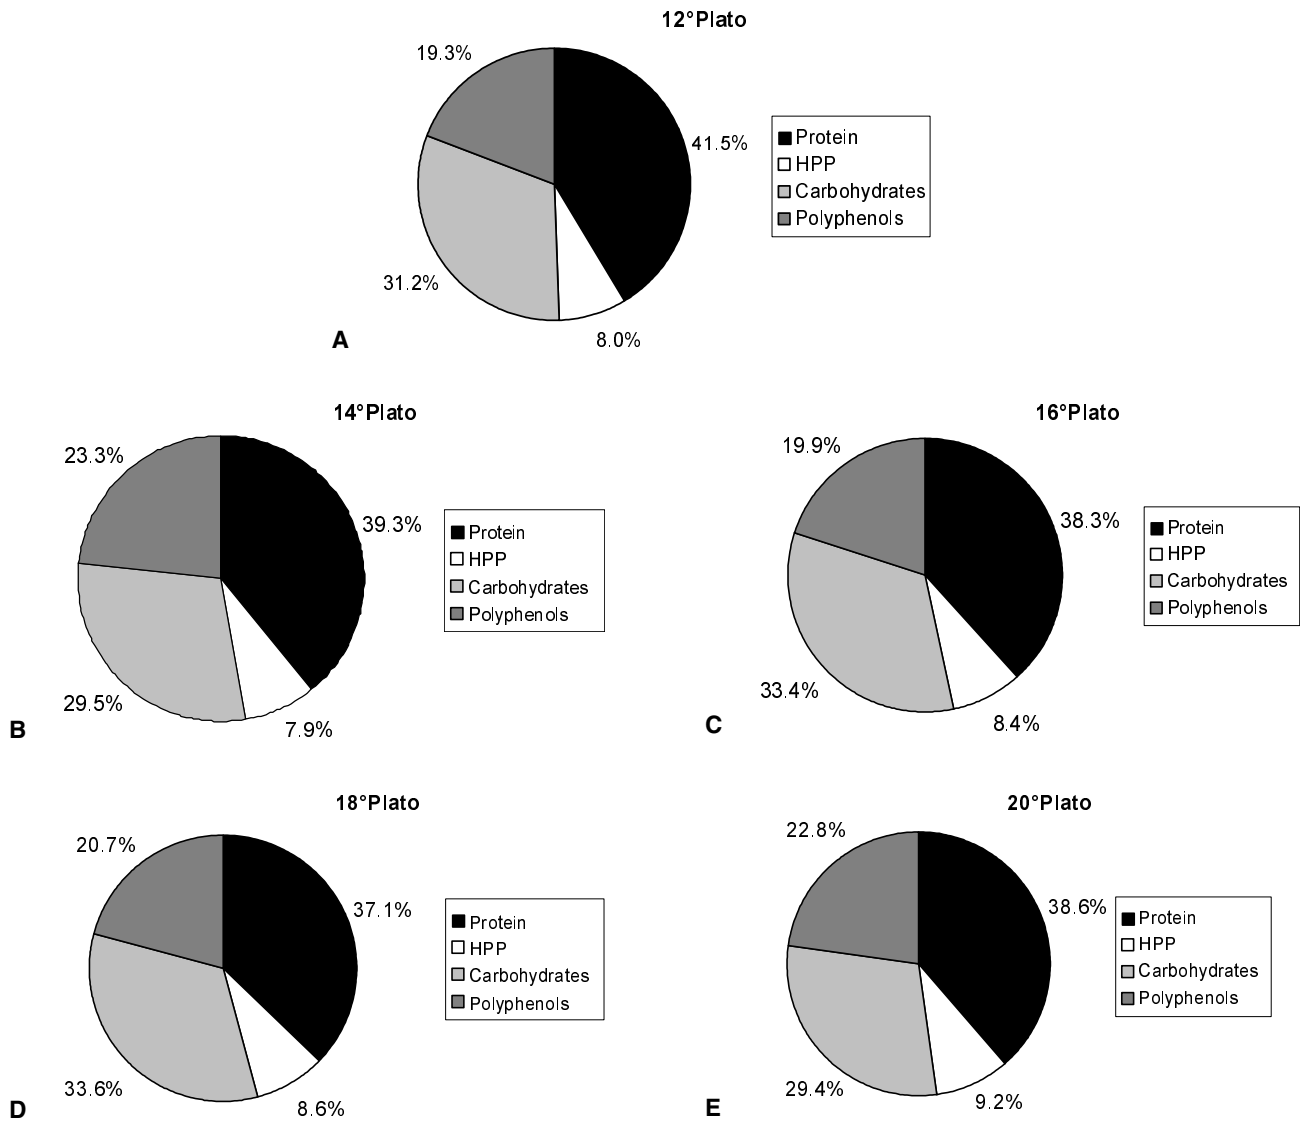 12°Plato
19.3%
41.5%
31.2%
8.0%
Protein
HPP
Carbohydrates
Polyphenols
A
14°Plato
23.3%
39.3%
29.5%
7.9%
Protein
HPP
Carbohydrates
Polyphenols
B
16°Plato
19.9%
38.3%
33.4%
8.4%
Protein
HPP
Carbohydrates
Polyphenols
C
18°Plato
20.7%
37.1%
33.6%
8.6%
Protein
HPP
Carbohydrates
Polyphenols
D
20°Plato
22.8%
38.6%
29.4%
9.2%
Protein
HPP
Carbohydrates
Polyphenols
E